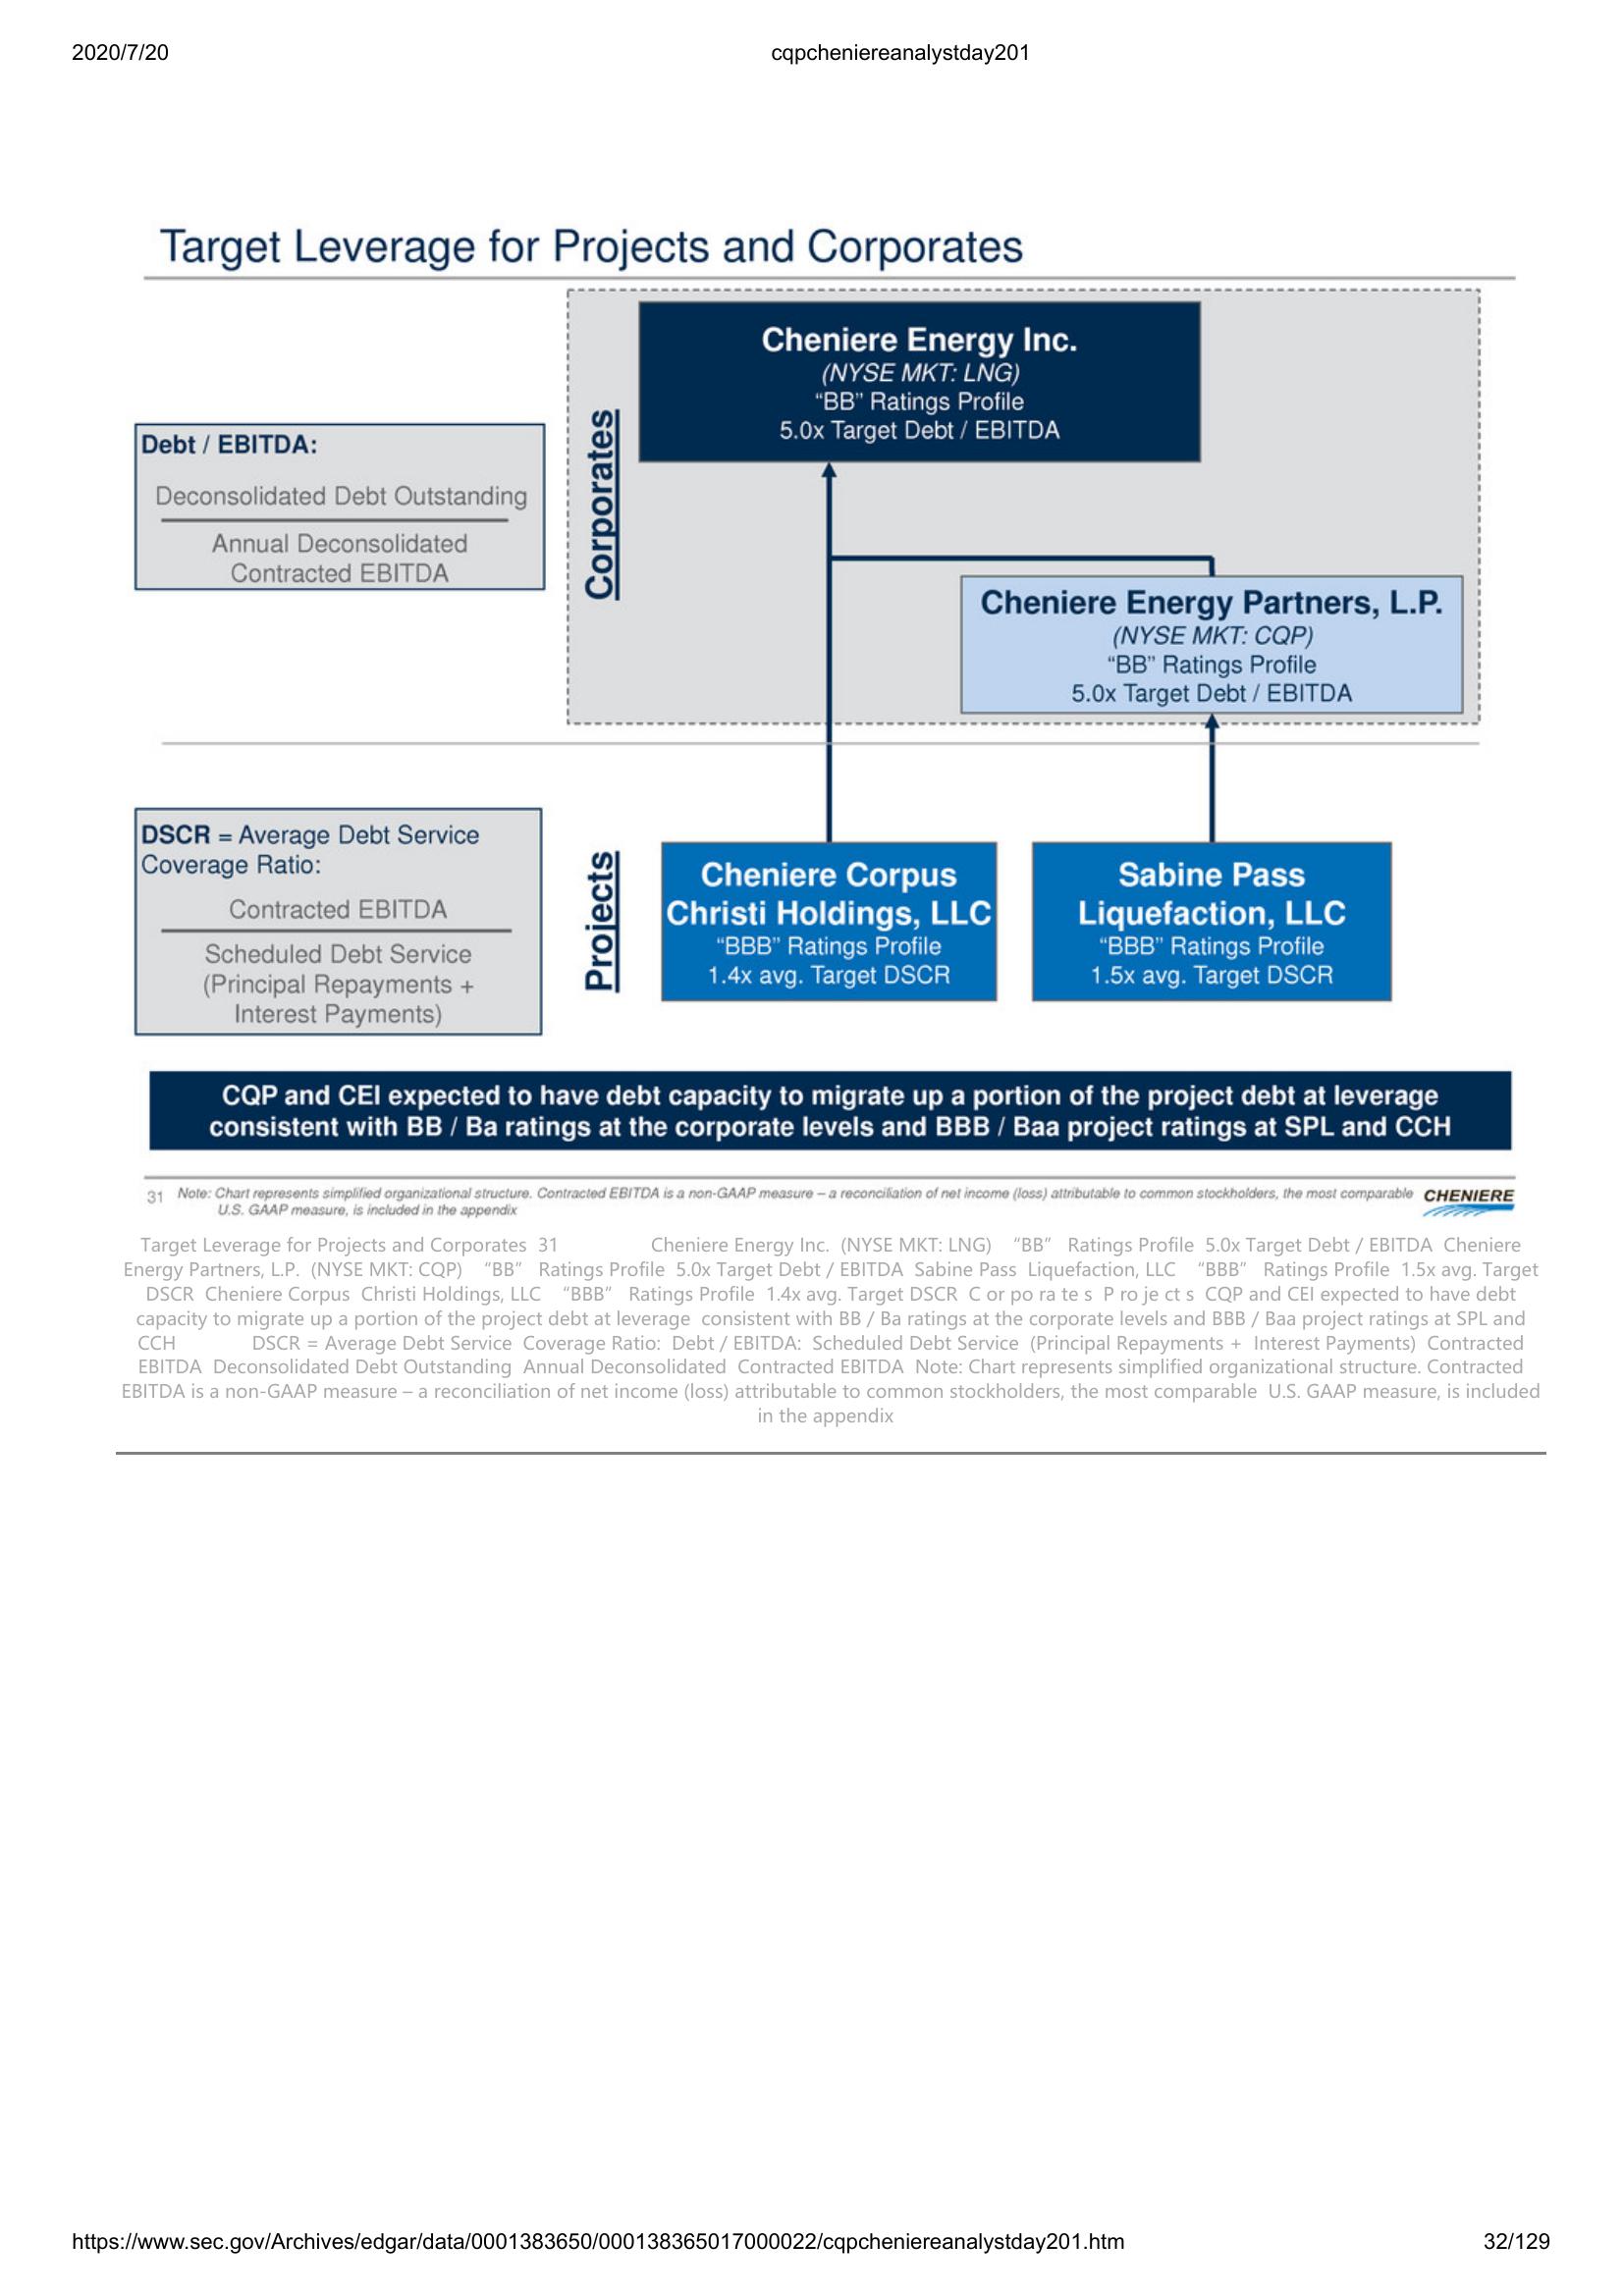 2020/7/20 cqpcheniereanalystday201
Target Leverage for Projects and Corporates
Cheniere Energy Inc.
(NYSE MKT: LNG)
“BB” Ratings Profile
5.0x Target Debt / EBITDA
Corporates
Debt / EBITDA:
Deconsolidated Debt Outstanding
Annual Deconsolidated
Contracted EBITDA
Cheniere Energy Partners, L.P.
(NYSE MKT: CQP)
“BB” Ratings Profile
5.0x Target Debt / EBITDA
DSCR = Average Debt Service
Coverage Ratio:
Contracted EBITDA
Scheduled Debt Service
(Principal Repayments +
Interest Payments)
Projects
Cheniere Corpus
Christi Holdings, LLC
“BBB” Ratings Profile
1.4x avg. Target DSCR
Sabine Pass
Liquefaction, LLC
“BBB” Ratings Profile
1.5x avg. Target DSCR
CQP and CEI expected to have debt capacity to migrate up a portion of the project debt at leverage
consistent with BB / Ba ratings at the corporate levels and BBB / Baa project ratings at SPL and CCH
31 Note: Chart represents simplified organizational structure. Contracted EBITDA is a non-GAAP measure – a reconciliation of net income (loss) attributable to common stockholders, the most comparable
U.S. GAAP measure, is included in the appendix
CHENIERE
Target Leverage for Projects and Corporates 31 Cheniere Energy Inc. (NYSE MKT: LNG) “BB” Ratings Profile 5.0x Target Debt / EBITDA Cheniere
Energy Partners, L.P. (NYSE MKT: CQP) “BB” Ratings Profile 5.0x Target Debt / EBITDA Sabine Pass Liquefaction, LLC “BBB” Ratings Profile 1.5x avg. Target
DSCR Cheniere Corpus Christi Holdings, LLC “BBB” Ratings Profile 1.4x avg. Target DSCR C or po ra te s P ro je ct s CQP and CEI expected to have debt
capacity to migrate up a portion of the project debt at leverage consistent with BB / Ba ratings at the corporate levels and BBB / Baa project ratings at SPL and
CCH DSCR = Average Debt Service Coverage Ratio: Debt / EBITDA: Scheduled Debt Service (Principal Repayments + Interest Payments) Contracted
EBITDA Deconsolidated Debt Outstanding Annual Deconsolidated Contracted EBITDA Note: Chart represents simplified organizational structure. Contracted
EBITDA is a non-GAAP measure – a reconciliation of net income (loss) attributable to common stockholders, the most comparable U.S. GAAP measure, is included
in the appendix
https://www.sec.gov/Archives/edgar/data/0001383650/000138365017000022/cqpcheniereanalystday201.htm 32/129